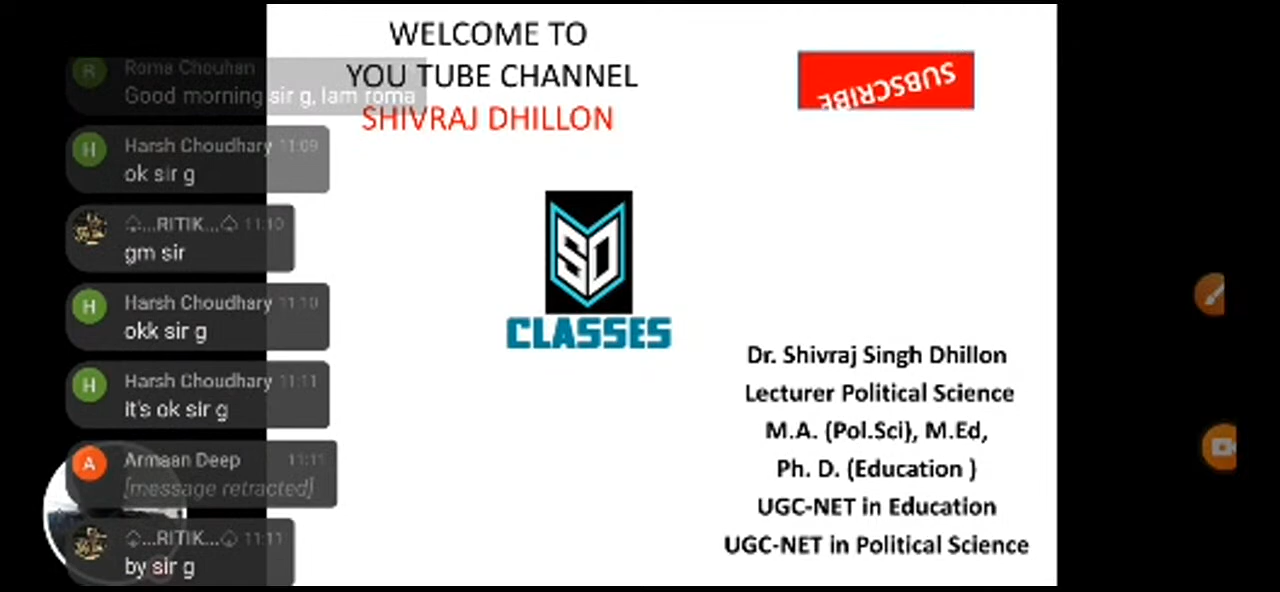 WELCOME TO
YOU TUBE CHANNEL
SHIVRAJ DHILLON
SUBSCRIBE
Roma Chouhan
Good morning sir g, Iam roma
H
Harsh Choudhary 11:09
ok sir g
...RITIK... 11:10
gm sir
H
Harsh Choudhary 11:10
okk sir g
H
Harsh Choudhary 11:11
it's ok sir g
A
Armaan Deep 11:11
[message retracted]
...RITIK... 11:11
by sir g
SD
CLASSES
Dr. Shivraj Singh Dhillon
Lecturer Political Science
M.A. (Pol.Sci), M.Ed,
Ph. D. (Education )
UGC-NET in Education
UGC-NET in Political Science